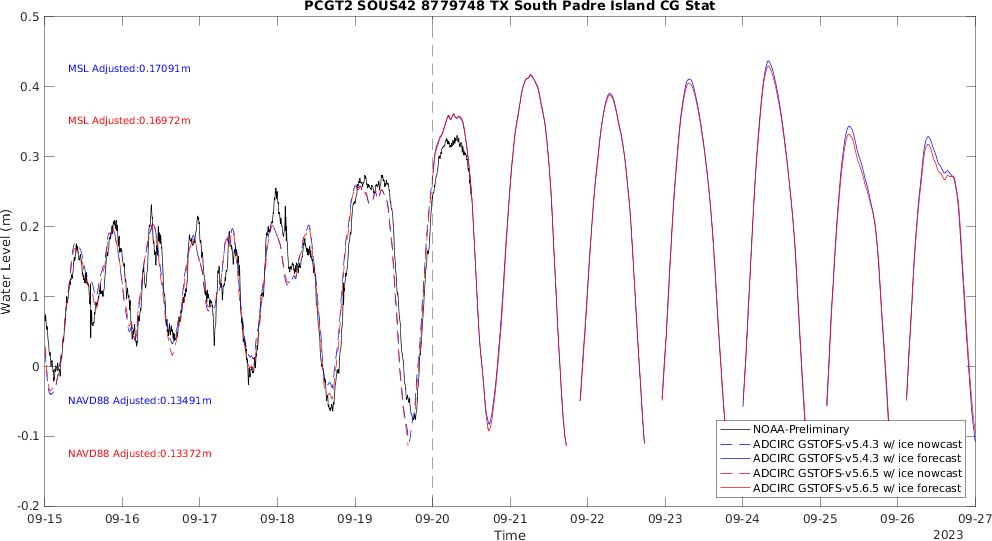 PCGT2 SOUS42 8779748 TX South Padre Island CG Stat
0.5
0.4
0.3
0.2
0.1
0
-0.1
-0.2
Water Level (m)
MSL Adjusted:0.17091m
MSL Adjusted:0.16972m
NAVD88 Adjusted:0.13491m
NAVD88 Adjusted:0.13372m
NOAA-Preliminary
ADCIRC GSTOFS-v5.4.3 w/ ice nowcast
ADCIRC GSTOFS-v5.4.3 w/ ice forecast
ADCIRC GSTOFS-v5.6.5 w/ ice nowcast
ADCIRC GSTOFS-v5.6.5 w/ ice forecast
09-15 09-16 09-17 09-18 09-19 09-20 09-21 09-22 09-23 09-24 09-25 09-26 09-27
Time
2023